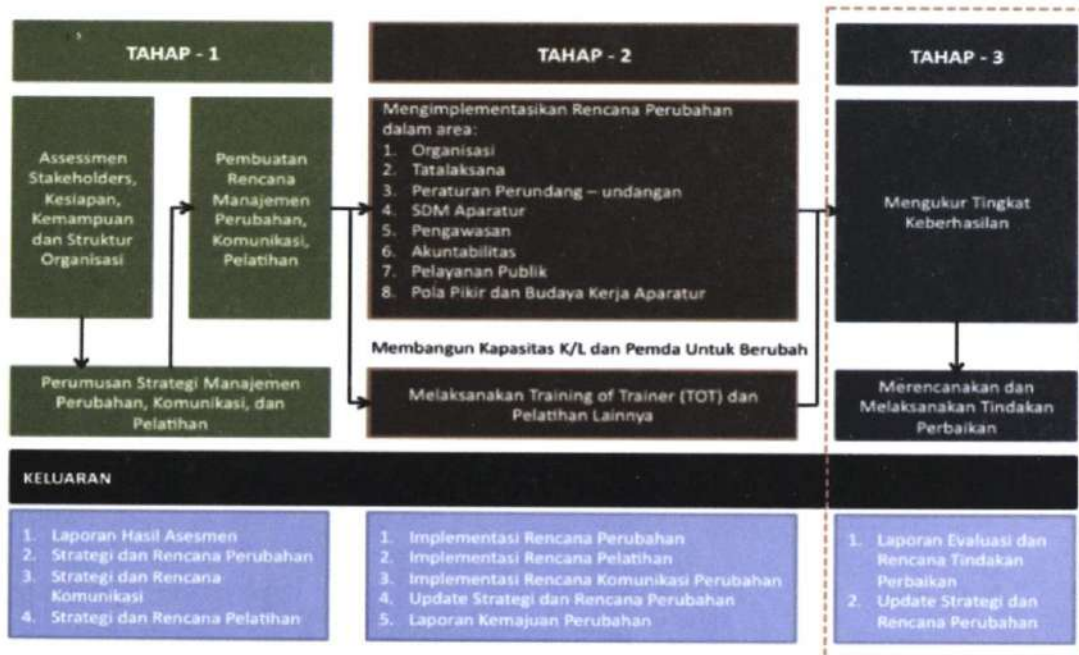 TAHAP - 1
Assessmen
Stakeholders,
Kesiapan,
Kemampuan
dan Struktur
Organisasi
Pembuatan
Rencana
Manajemen
Perubahan,
Komunikasi,
Pelatihan
Perumusan Strategi Manajemen
Perubahan, Komunikasi, dan
Pelatihan
TAHAP - 2
Mengimplementasikan Rencana Perubahan
dalam area:
1. Organisasi
2. Tatalaksana
3. Peraturan Perundang – undangan
4. SDM Aparatur
5. Pengawasan
6. Akuntabilitas
7. Pelayanan Publik
8. Pola Pikir dan Budaya Kerja Aparatur
Membangun Kapasitas K/L dan Pemda Untuk Berubah
Melaksanakan Training of Trainer (TOT) dan
Pelatihan Lainnya
TAHAP - 3
Mengukur Tingkat
Keberhasilan
Merencanakan dan
Melaksanakan Tindakan
Perbaikan
KELUARAN
1. Laporan Hasil Asesmen
2. Strategi dan Rencana Perubahan
3. Strategi dan Rencana
Komunikasi
4. Strategi dan Rencana Pelatihan
1. Implementasi Rencana Perubahan
2. Implementasi Rencana Pelatihan
3. Implementasi Rencana Komunikasi Perubahan
4. Update Strategi dan Rencana Perubahan
5. Laporan Kemajuan Perubahan
1. Laporan Evaluasi dan
Rencana Tindakan
Perbaikan
2. Update Strategi dan
Rencana Perubahan